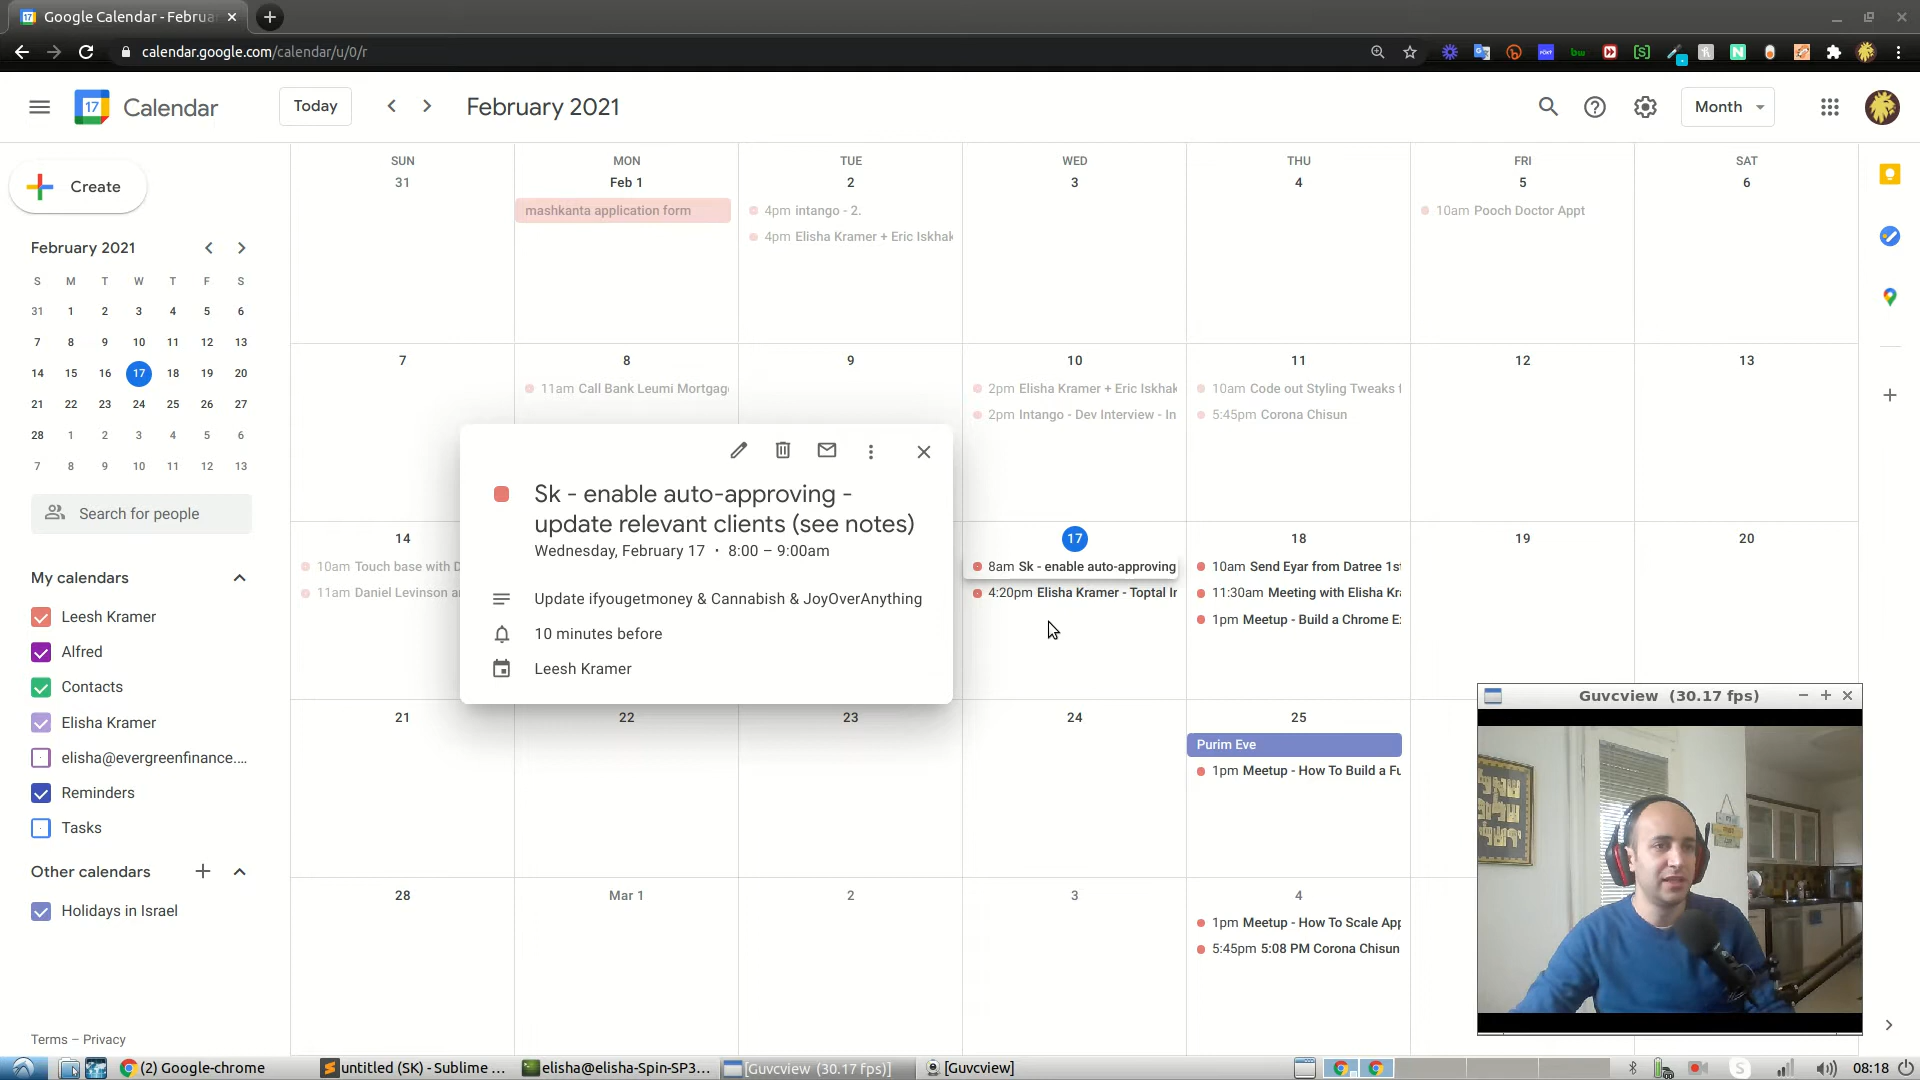 Google Calendar - Februa
calendar.google.com/calendar/u/0/r
17
Calendar
Today
February 2021
Month
Create
February 2021
S M T W T F S
31 1 2 3 4 5 6
7 8 9 10 11 12 13
14 15 16 17 18 19 20
21 22 23 24 25 26 27
28 1 2 3 4 5 6
7 8 9 10 11 12 13
Search for people
My calendars
Leesh Kramer
Alfred
Contacts
Elisha Kramer
elisha@evergreenfinance....
Reminders
Tasks
Other calendars
Holidays in Israel
Terms – Privacy
SUN MON TUE WED THU FRI SAT
31 Feb 1 2 3 4 5 6
mashkanta application form
4pm intango - 2.
4pm Elisha Kramer + Eric Iskhak
10am Pooch Doctor Appt
7 8 9 10 11 12 13
11am Call Bank Leumi Mortgag
2pm Elisha Kramer + Eric Iskhak
2pm Intango - Dev Interview - In
10am Code out Styling Tweaks f
5:45pm Corona Chisun
14 17 18 19 20
10am Touch base with D
11am Daniel Levinson a
8am Sk - enable auto-approving
4:20pm Elisha Kramer - Toptal Ir
10am Send Eyar from Datree 1st
11:30am Meeting with Elisha Kra
1pm Meetup - Build a Chrome E
Sk - enable auto-approving -
update relevant clients (see notes)
Wednesday, February 17 · 8:00 – 9:00am
Update ifyougetmoney & Cannabish & JoyOverAnything
10 minutes before
Leesh Kramer
21 22 23 24 25
Purim Eve
1pm Meetup - How To Build a Fu
28 Mar 1 2 3 4
1pm Meetup - How To Scale App
5:45pm 5:08 PM Corona Chisun
Guvcview (30.17 fps)
(2) Google-chrome
untitled (SK) - Sublime ...
elisha@elisha-Spin-SP3...
[Guvcview (30.17 fps)]
[Guvcview]
08:18